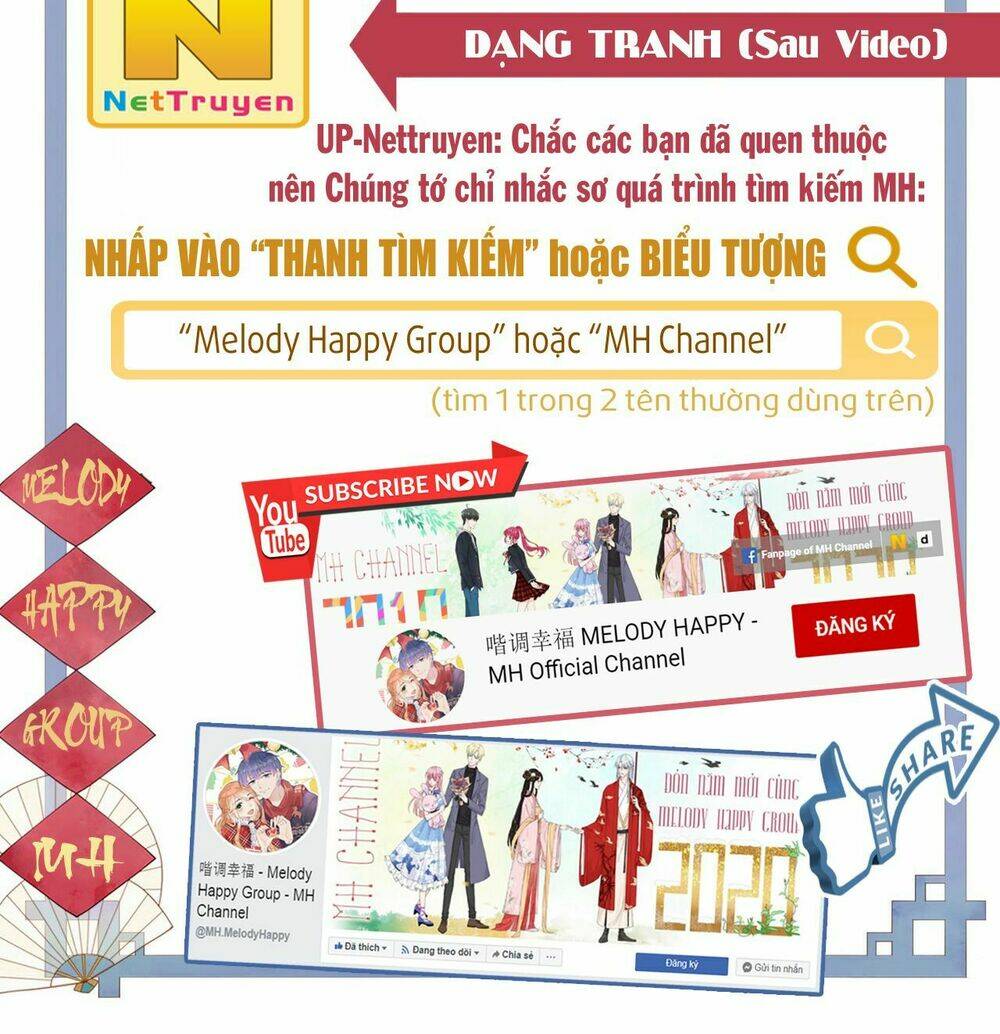 DẠNG TRANH (Sau Video)
N
NetTruyen
UP-Nettruyen: Chắc các bạn đã quen thuộc
nên Chúng tớ chỉ nhắc sơ quá trình tìm kiếm MH:
NHẤP VÀO “THANH TÌM KIẾM” hoặc BIỂU TƯỢNG
“Melody Happy Group” hoặc “MH Channel”
(tìm 1 trong 2 tên thường dùng trên)
MELODY
HAPPY
GROUP
MH
You
Tube
SUBSCRIBE NOW
MH CHANNEL
ĐÓN NĂM MỚI CÙNG
MELODY HAPPY GROUP
Fanpage of MH Channel
N
d
喈调幸福 MELODY HAPPY -
MH Official Channel
ĐĂNG KÝ
喈调幸福 - Melody
Happy Group - MH
Channel
@MH.MelodyHappy
MH CHANNEL
ĐÓN NĂM MỚI CÙNG
MELODY HAPPY GROUP
2020
Đã thích
Đang theo dõi
Chia sẻ
Đăng ký
Gửi tin nhắn
LIKE
SHARE